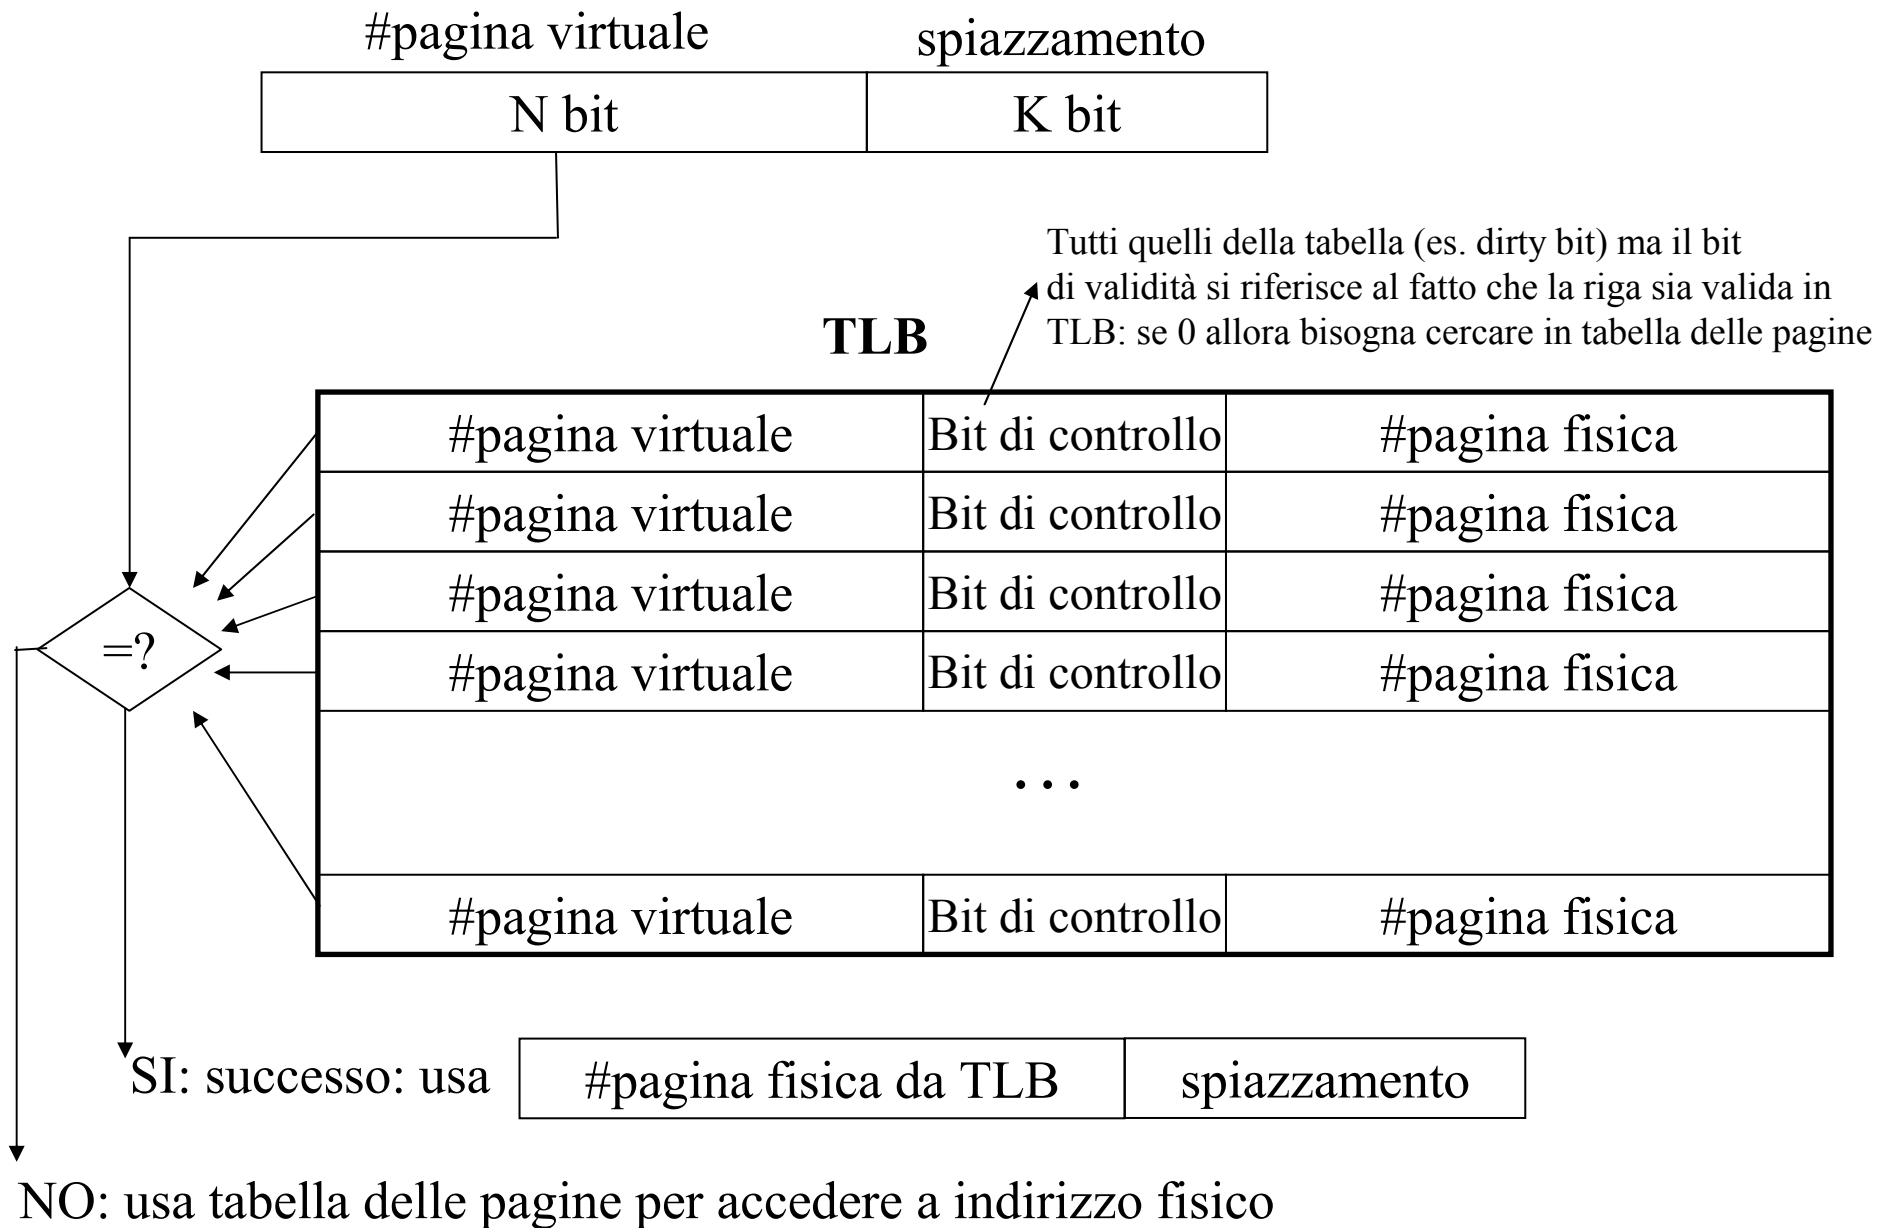 #pagina virtuale spiazzamento
N bit K bit
Tutti quelli della tabella (es. dirty bit) ma il bit
di validità si riferisce al fatto che la riga sia valida in
TLB: se 0 allora bisogna cercare in tabella delle pagine
TLB
#pagina virtuale Bit di controllo #pagina fisica
#pagina virtuale Bit di controllo #pagina fisica
#pagina virtuale Bit di controllo #pagina fisica
=?
#pagina virtuale Bit di controllo #pagina fisica
…
#pagina virtuale Bit di controllo #pagina fisica
SI: successo: usa #pagina fisica da TLB spiazzamento
NO: usa tabella delle pagine per accedere a indirizzo fisico